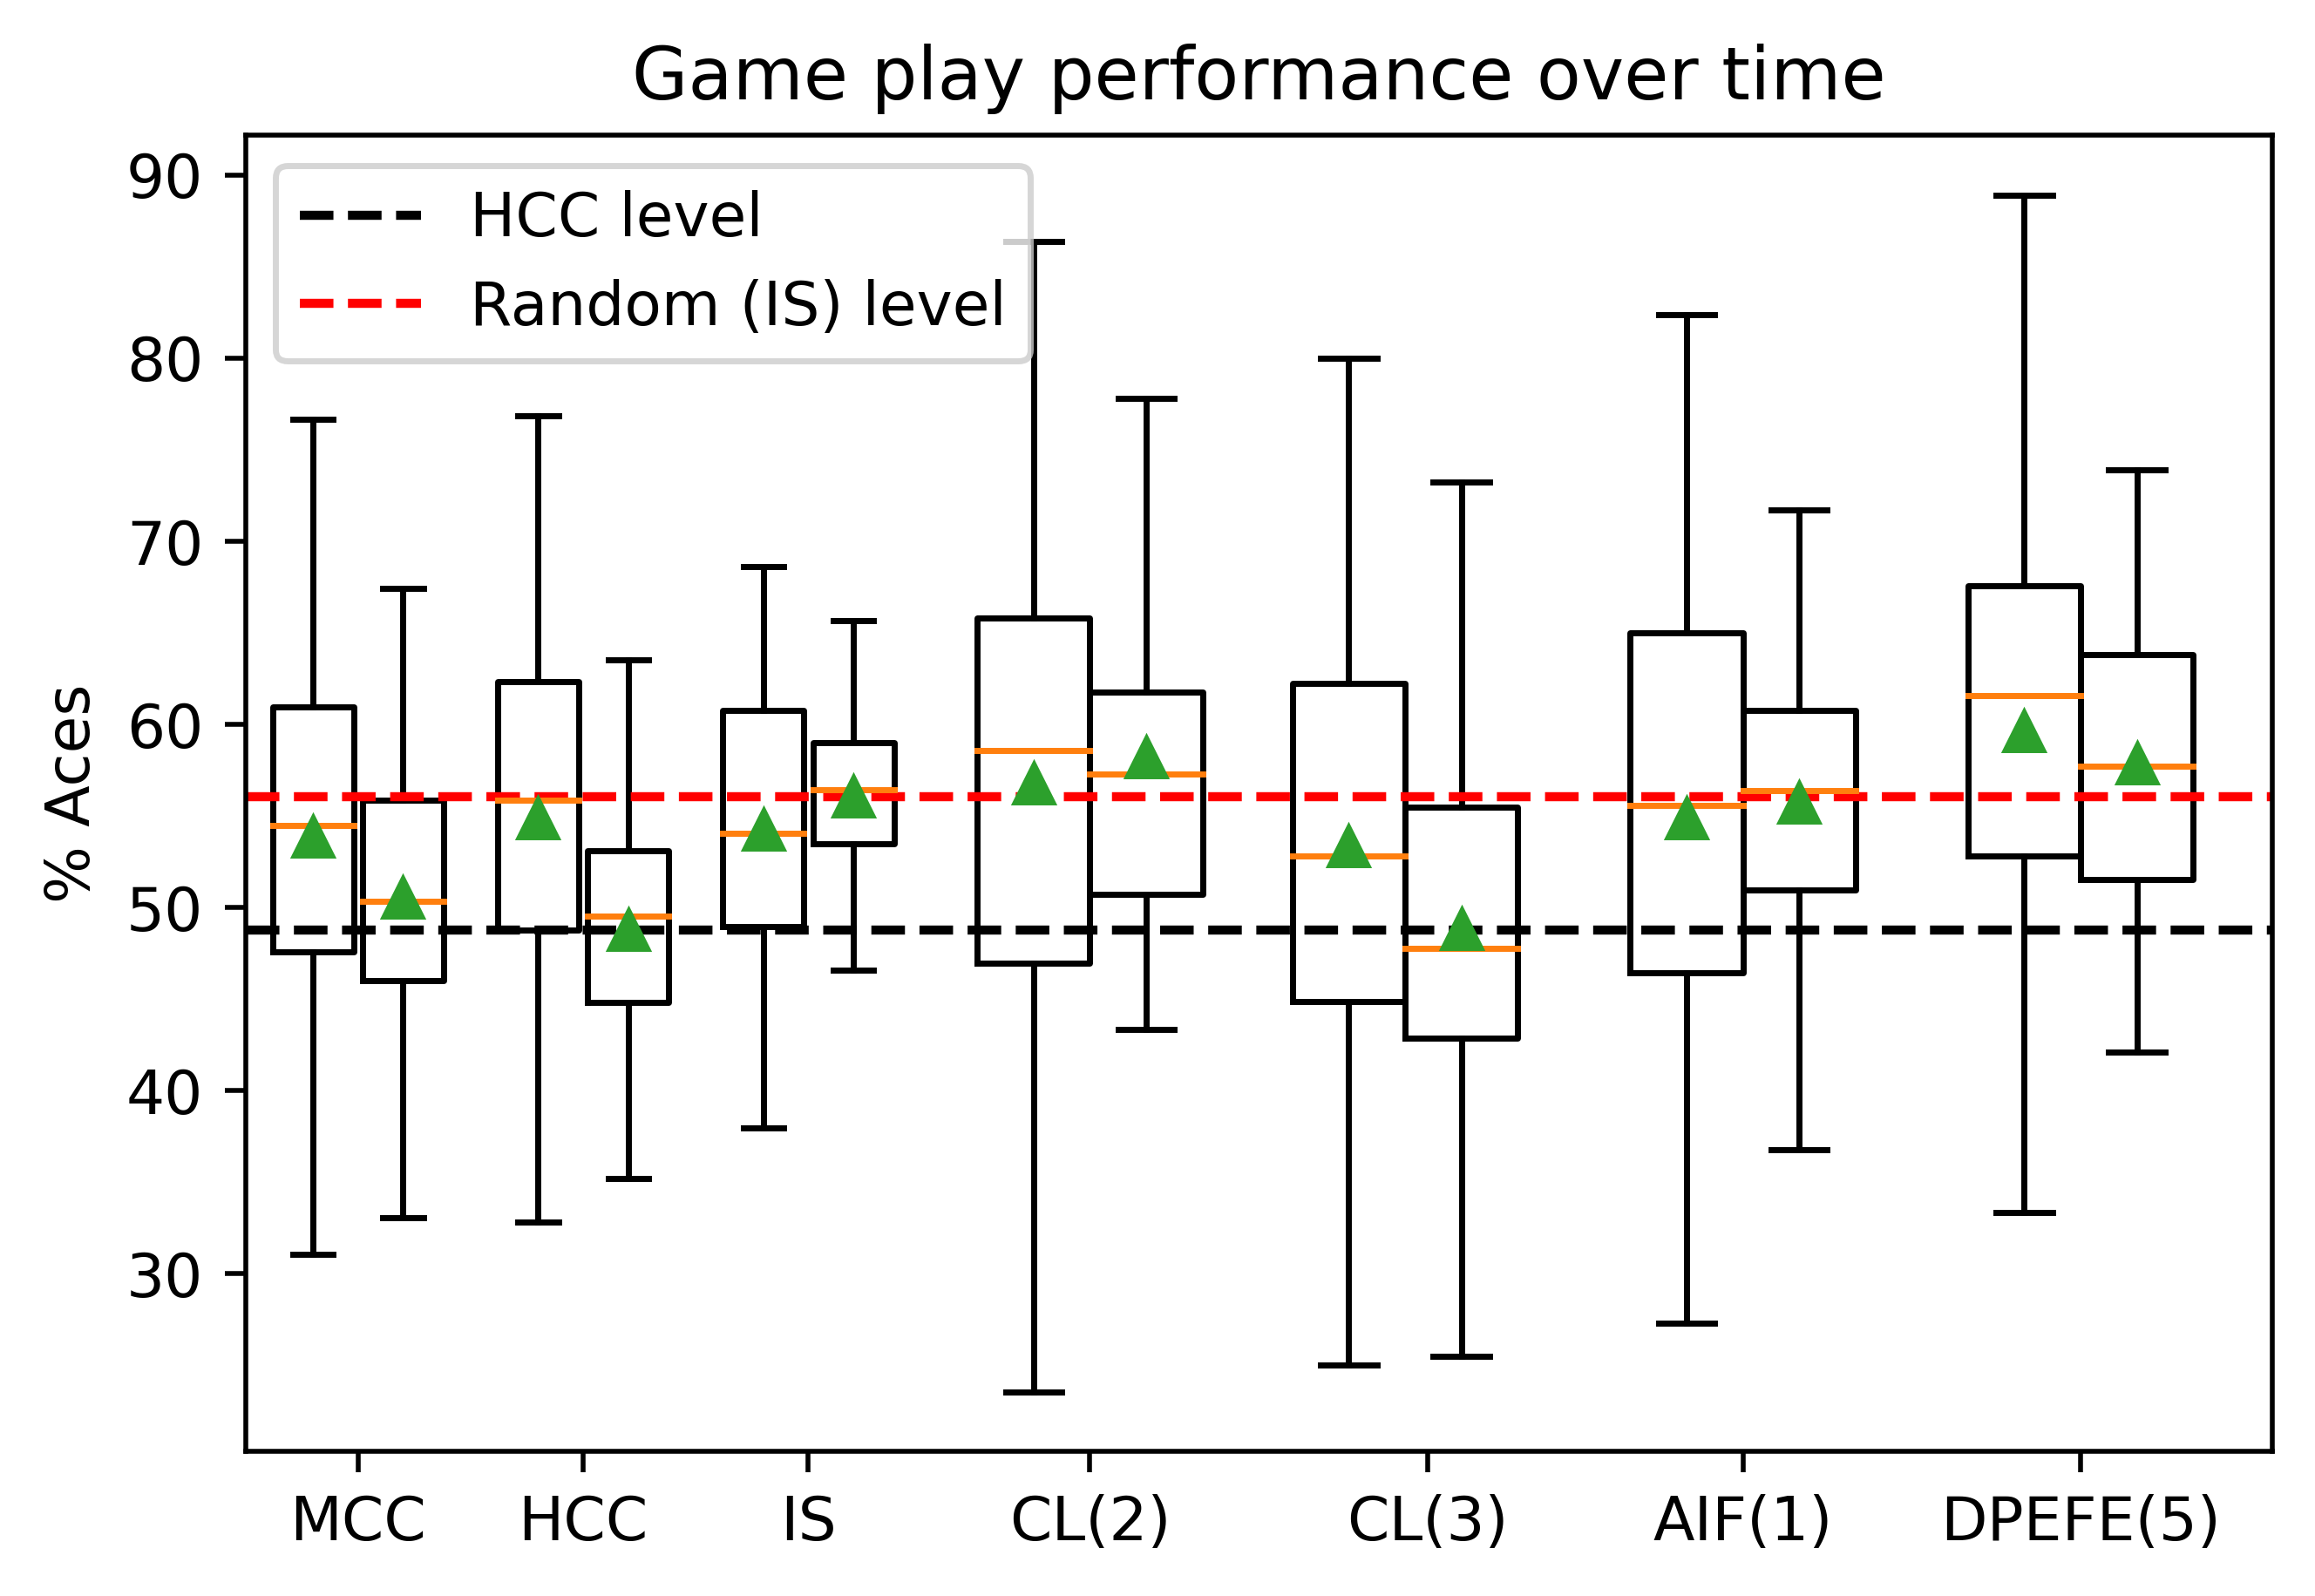 Game play performance over time
HCC level
Random (IS) level
% Aces
90
80
70
60
50
40
30
MCC HCC IS CL(2) CL(3) AIF(1) DPEFE(5)